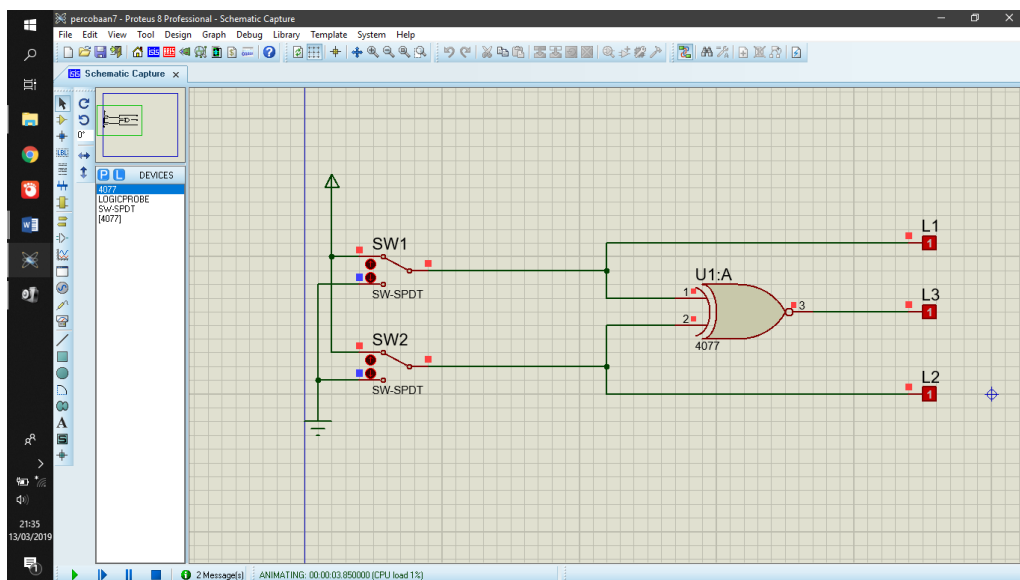 percobaan7 - Proteus 8 Professional - Schematic Capture
File Edit View Tool Design Graph Debug Library Template System Help
Schematic Capture
0°
LBL
P L DEVICES
4077
LOGICPROBE
SW-SPDT
[4077]
A
S
SW1
SW-SPDT
SW2
SW-SPDT
U1:A
1
2
3
4077
L1
1
L3
1
L2
1
21:35
13/03/2019
1
2 Message(s)
ANIMATING: 00:00:03.850000 (CPU load 1%)